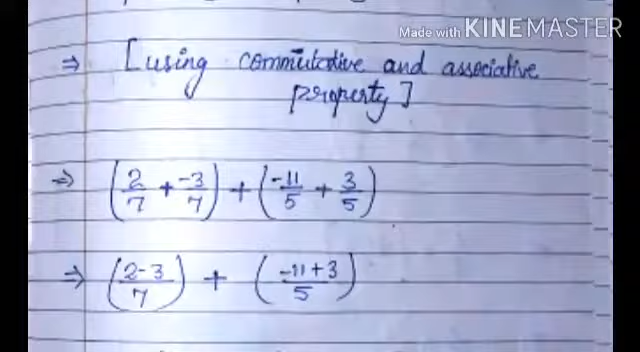 Made with KINEMASTER
⇒ [using commutative and associative
property]
⇒ (2/7 + -3/7) + (-11/5 + 3/5)
⇒ (2-3/7) + (-11+3/5)